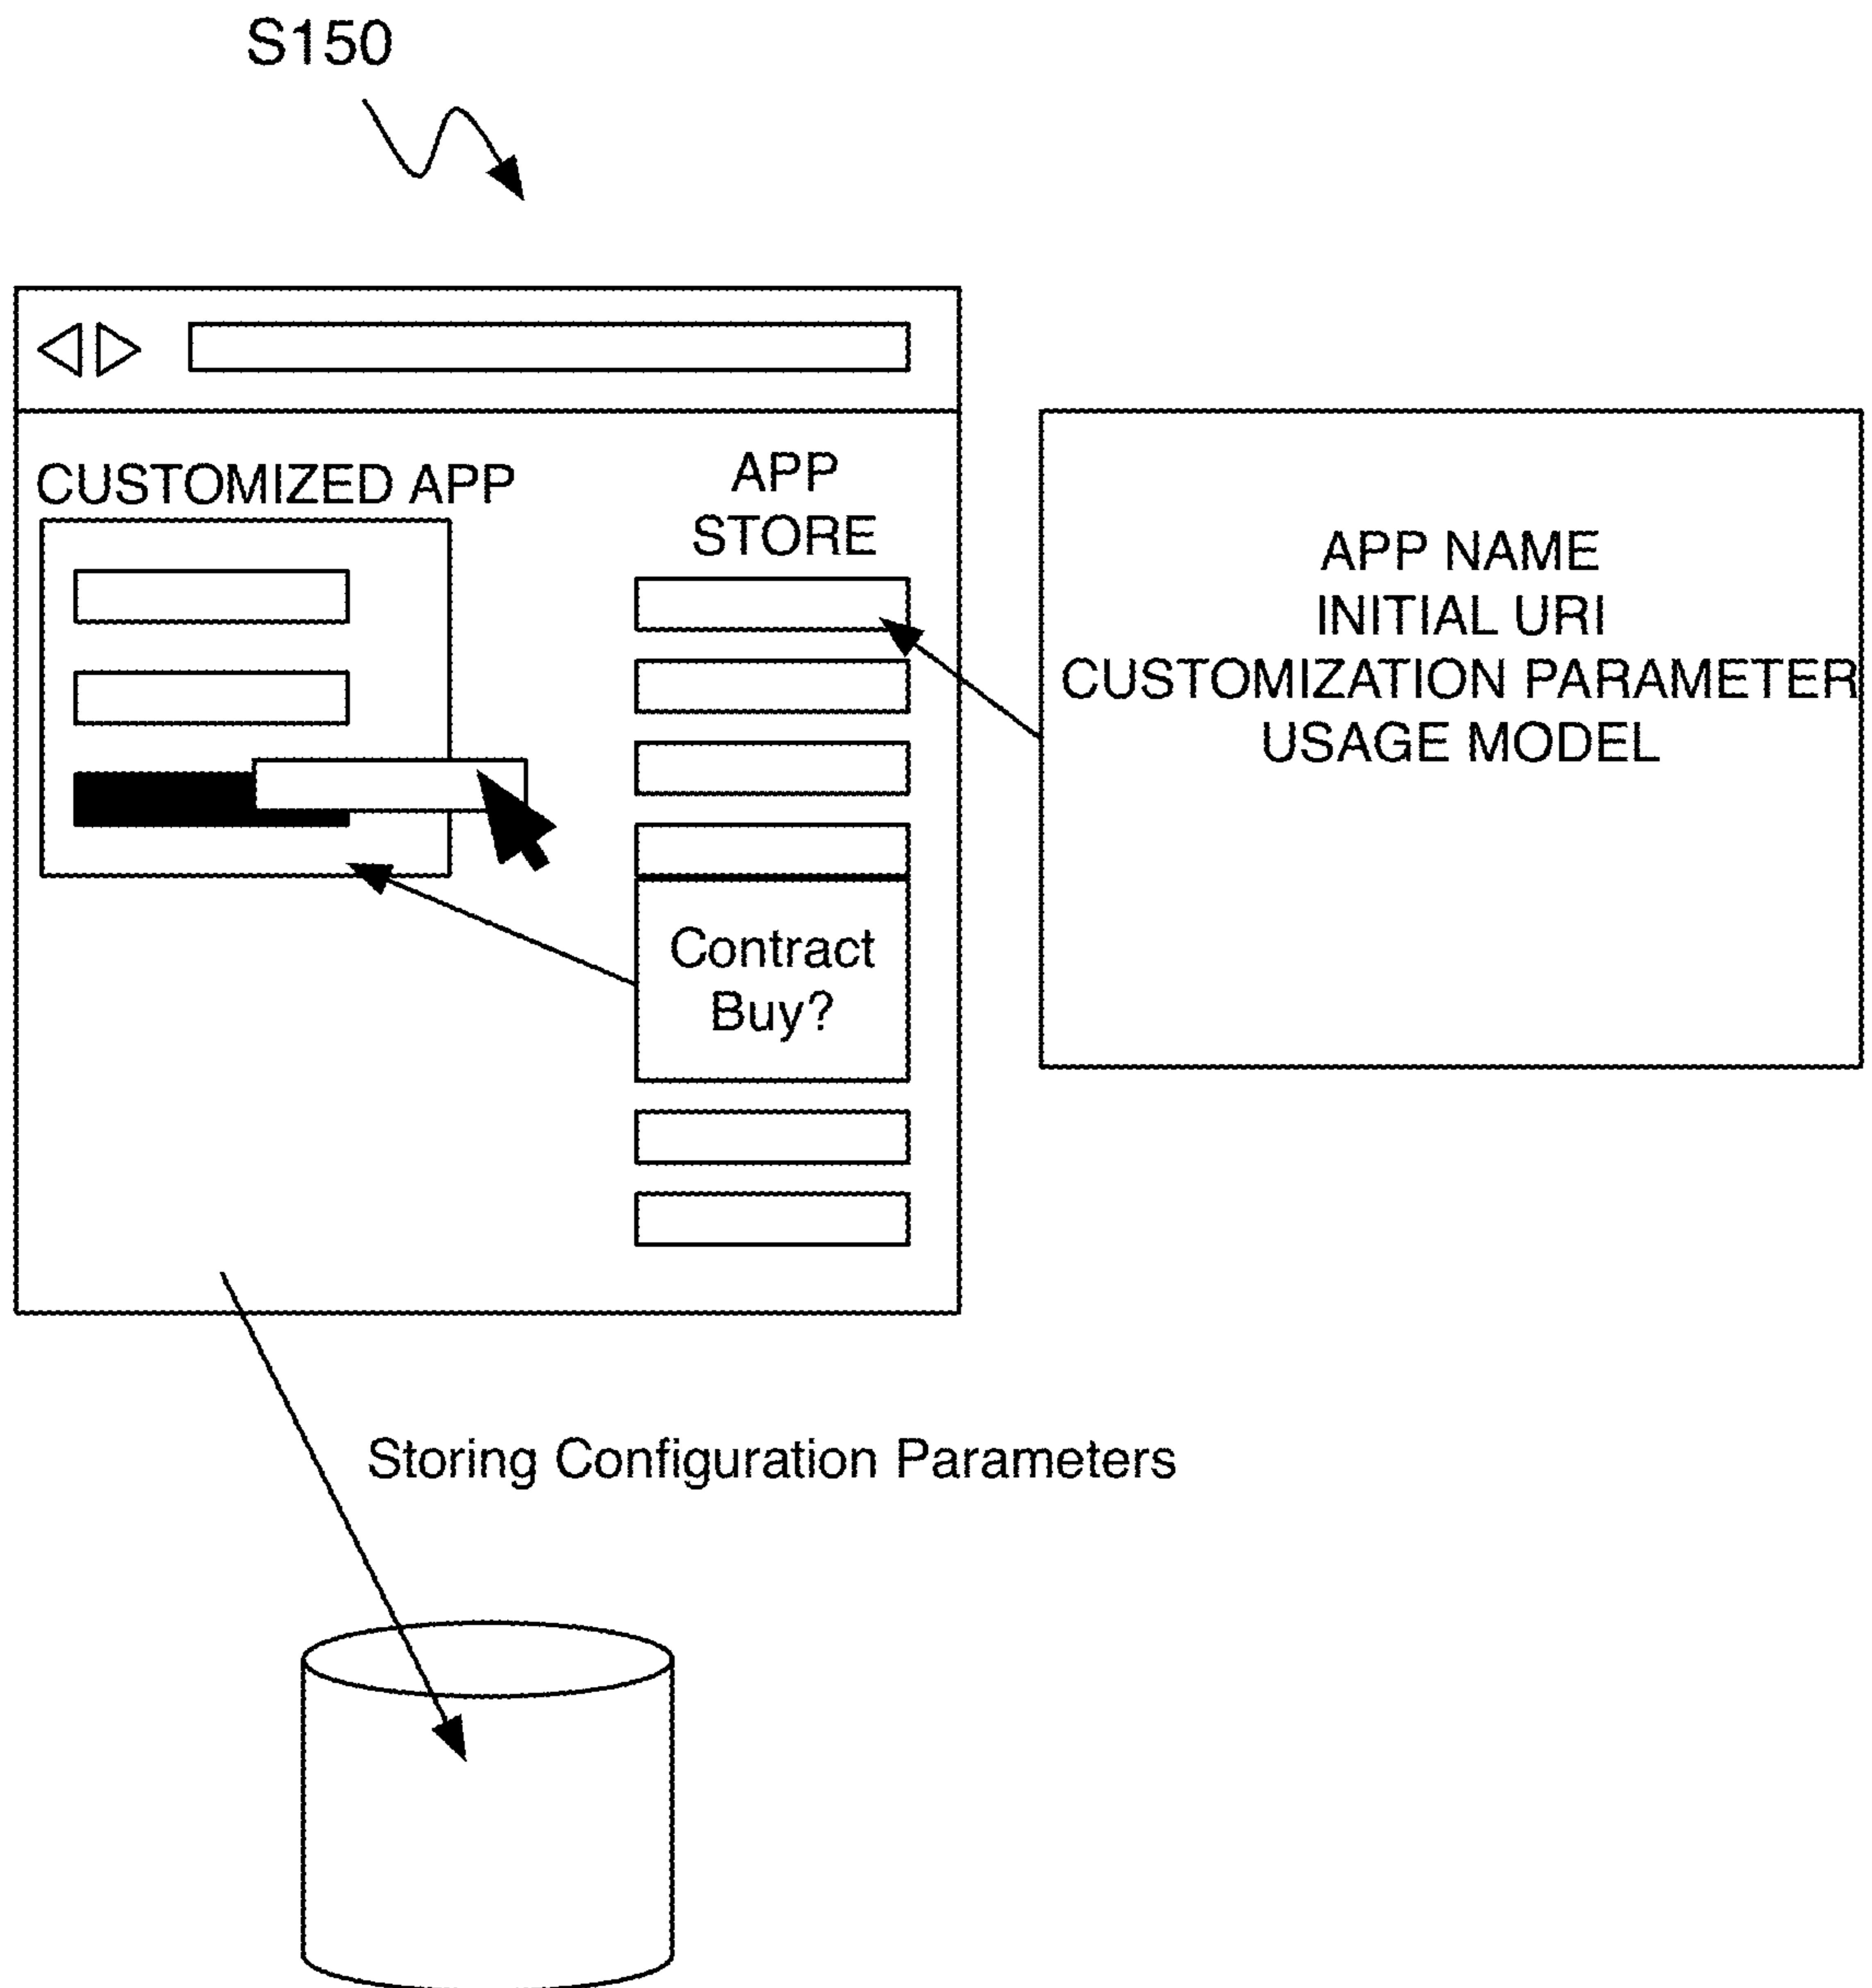 S150
CUSTOMIZED APP
APP
STORE
Contract
Buy?
APP NAME
INITIAL URI
CUSTOMIZATION PARAMETER
USAGE MODEL
Storing Configuration Parameters